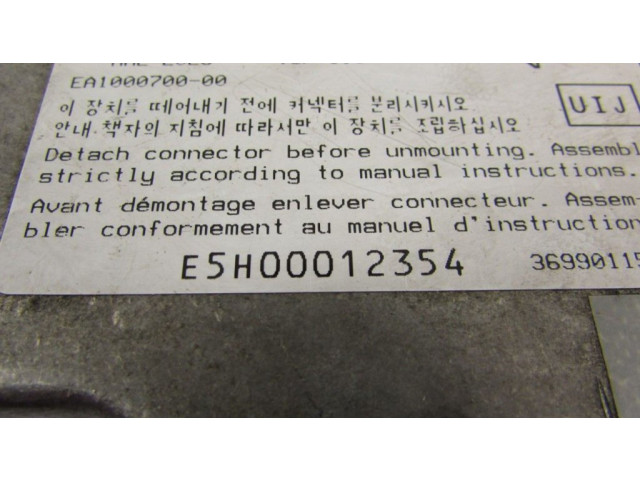 EA1000700-00
이 장치를 떼어내기 전에 커넥터를 분리시키시오
안내 책자의 지침에 따라서만 이 장치를 조립하십시오
UIJ
Detach connector before unmounting. Assembl
strictly according to manual instructions.
Avant démontage enlever connecteur. Assem-
bler conformement au manuel d'instruction
E5H00012354
36990115